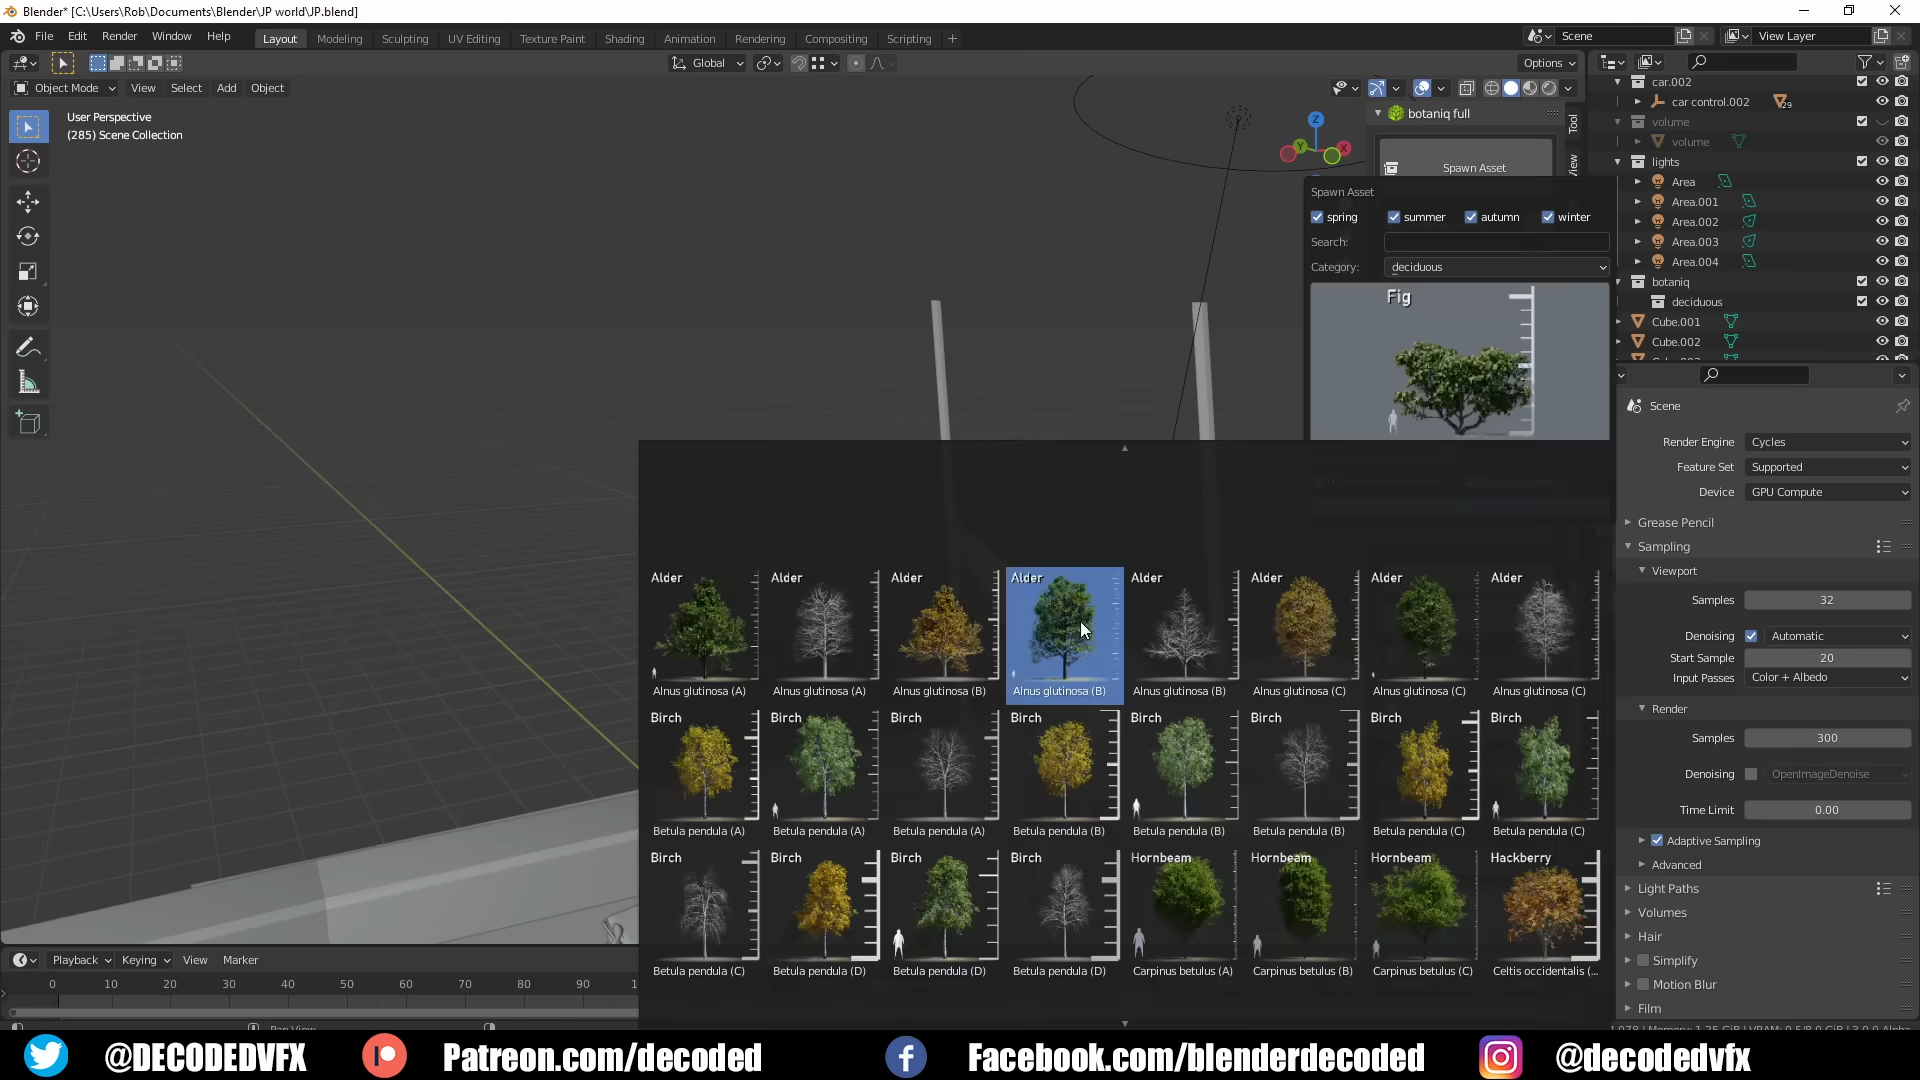 Blender* [C:\Users\Rob\Documents\Blender\JP world\JP.blend]
File Edit Render Window Help
Layout Modeling Sculpting UV Editing Texture Paint Shading Animation Rendering Compositing Scripting +
Scene
View Layer
Global
Options
Object Mode View Select Add Object
User Perspective
(285) Scene Collection
botaniq full
Spawn Asset
Tool
View
Spawn Asset
spring summer autumn winter
Search:
Category: deciduous
Fig
car.002
car control.002 29
volume
volume
lights
Area
Area.001
Area.002
Area.003
Area.004
botaniq
deciduous
Cube.001
Cube.002
Scene
Render Engine Cycles
Feature Set Supported
Device GPU Compute
Grease Pencil
Sampling
Viewport
Samples 32
Denoising Automatic
Start Sample 20
Input Passes Color + Albedo
Render
Samples 300
Denoising OpenImageDenoise
Time Limit 0.00
Adaptive Sampling
Advanced
Light Paths
Volumes
Hair
Simplify
Motion Blur
Film
Alder Alder Alder Alder Alder Alder Alder Alder
Alnus glutinosa (A) Alnus glutinosa (A) Alnus glutinosa (B) Alnus glutinosa (B) Alnus glutinosa (B) Alnus glutinosa (C) Alnus glutinosa (C) Alnus glutinosa (C)
Birch Birch Birch Birch Birch Birch Birch Birch
Betula pendula (A) Betula pendula (A) Betula pendula (A) Betula pendula (B) Betula pendula (B) Betula pendula (B) Betula pendula (C) Betula pendula (C)
Birch Birch Birch Birch Hornbeam Hornbeam Hornbeam Hackberry
Betula pendula (C) Betula pendula (D) Betula pendula (D) Betula pendula (D) Carpinus betulus (A) Carpinus betulus (B) Carpinus betulus (C) Celtis occidentalis (...
Playback Keying View Marker
0 10 20 30 40 50 60 70 80 90
@DECODEDVFX Patreon.com/decoded Facebook.com/blenderdecoded @decodedvfx